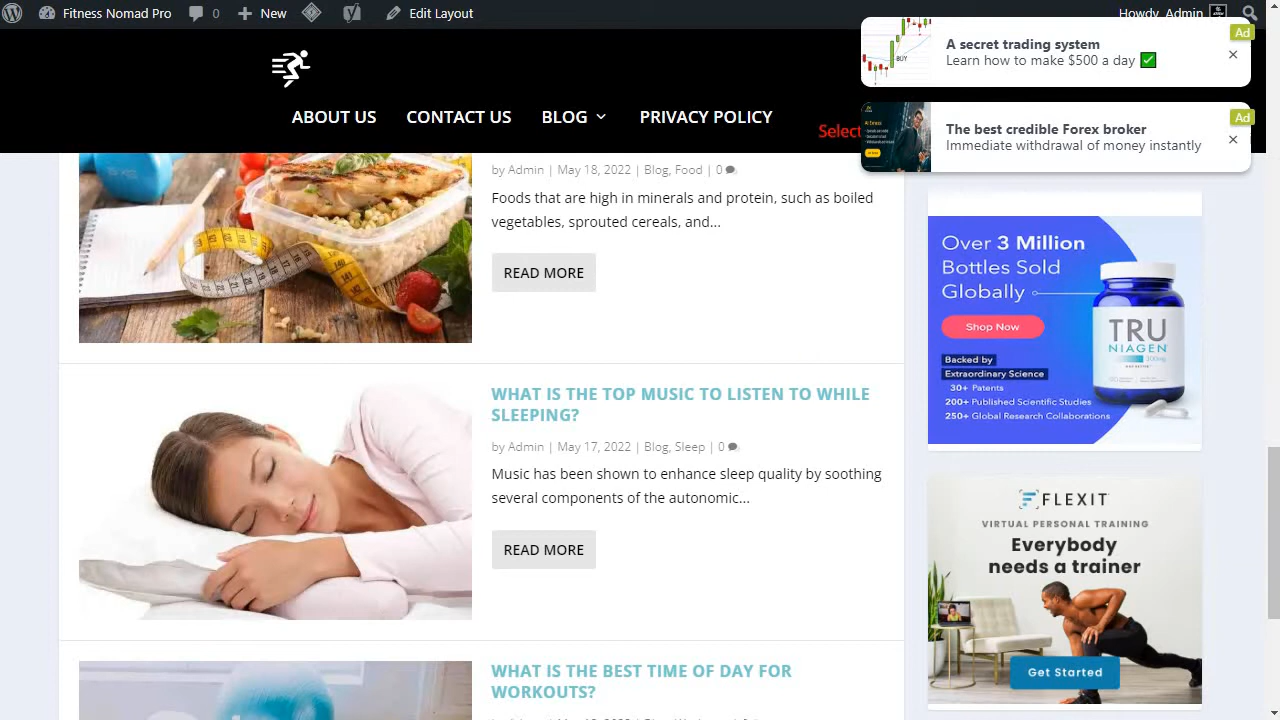 Fitness Nomad Pro
0
New
Edit Layout
Howdy, Admin
ABOUT US
CONTACT US
BLOG
PRIVACY POLICY
Select
A secret trading system
Learn how to make $500 a day ✅
Ad
BUY
The best credible Forex broker
Immediate withdrawal of money instantly
Ad
by Admin | May 18, 2022 | Blog, Food | 0
Foods that are high in minerals and protein, such as boiled
vegetables, sprouted cereals, and...
READ MORE
WHAT IS THE TOP MUSIC TO LISTEN TO WHILE
SLEEPING?
by Admin | May 17, 2022 | Blog, Sleep | 0
Music has been shown to enhance sleep quality by soothing
several components of the autonomic...
READ MORE
WHAT IS THE BEST TIME OF DAY FOR
WORKOUTS?
Over 3 Million
Bottles Sold
Globally
Shop Now
Backed by
Extraordinary Science
30+ Patents
200+ Published Scientific Studies
250+ Global Research Collaborations
TRU
NIAGEN
300mg
FLEXIT
VIRTUAL PERSONAL TRAINING
Everybody
needs a trainer
Get Started